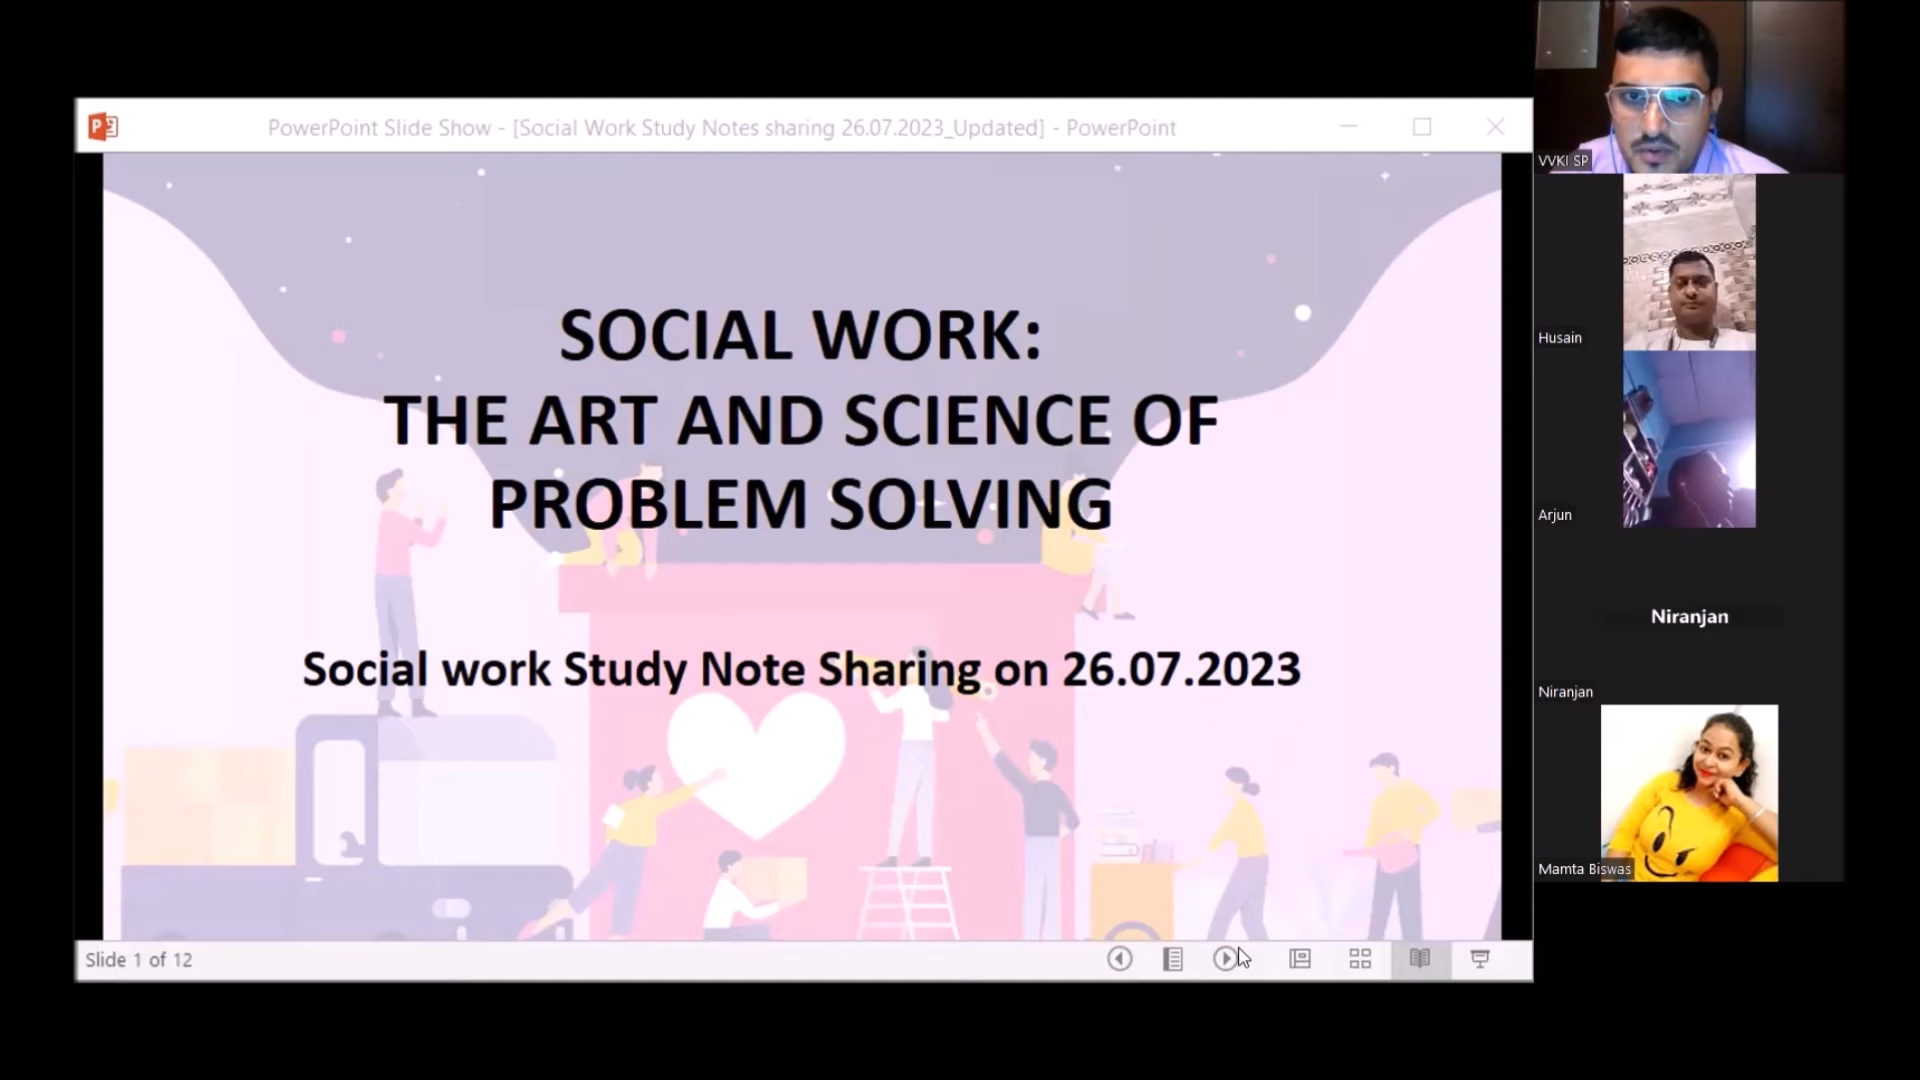 PowerPoint Slide Show - [Social Work Study Notes sharing 26.07.2023_Updated] - PowerPoint
SOCIAL WORK:
THE ART AND SCIENCE OF
PROBLEM SOLVING
Social work Study Note Sharing on 26.07.2023
Slide 1 of 12
VVKI SP
Husain
Arjun
Niranjan
Niranjan
Mamta Biswas